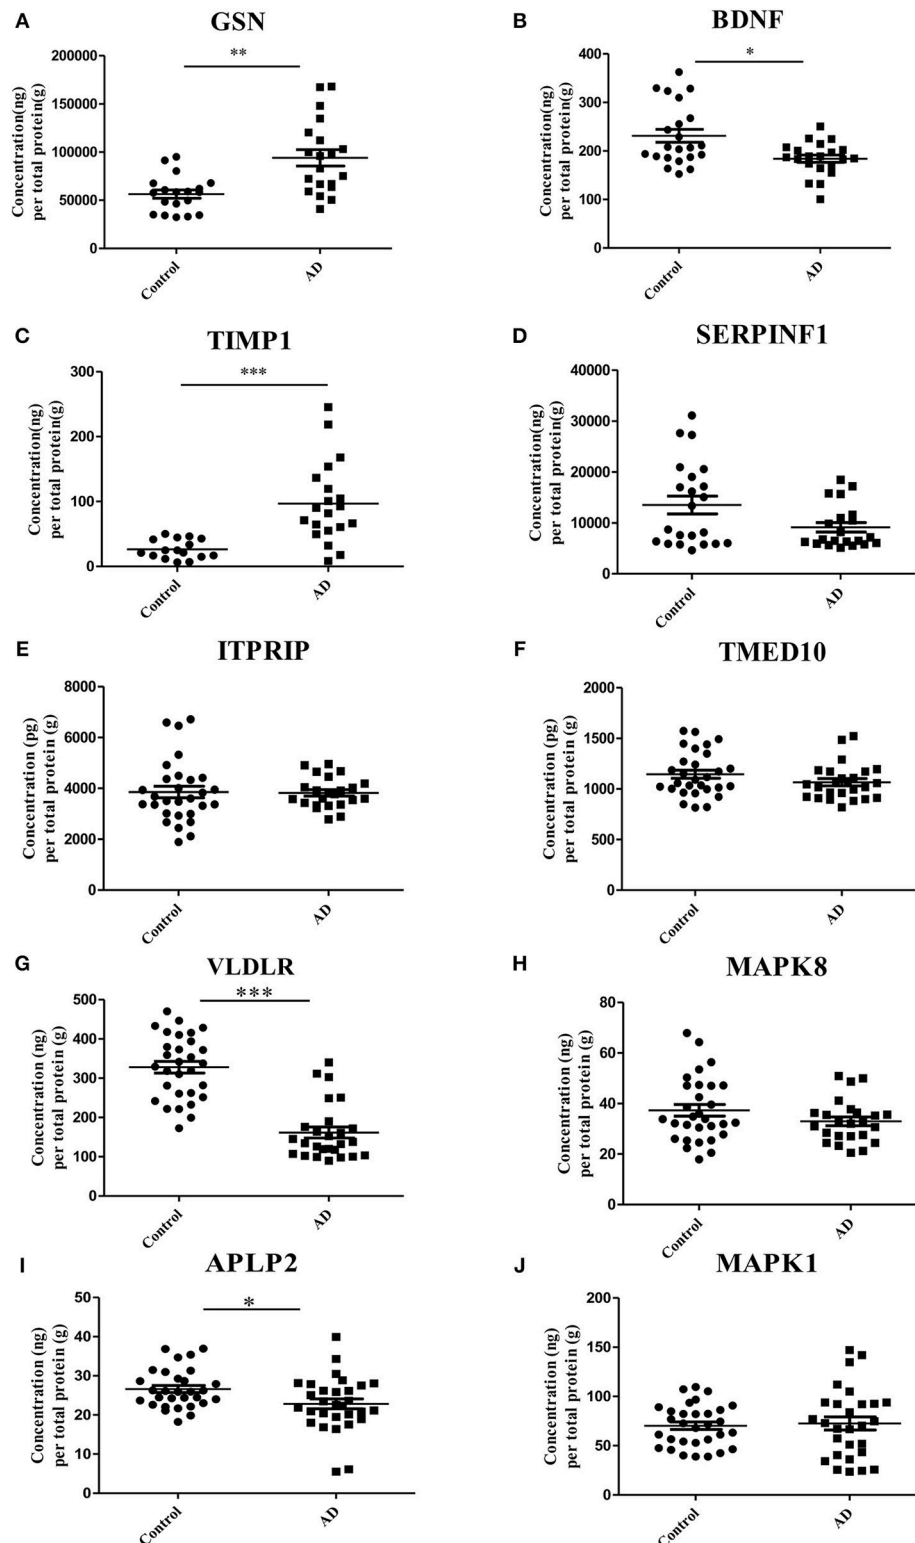 A
GSN
Concentration(ng)
per total protein(g)
200000
150000
100000
50000
0
**
Control
AD
B
BDNF
Concentration(ng)
per total protein(g)
400
300
200
100
0
*
Control
AD
C
TIMP1
Concentration(ng)
per total protein(g)
300
200
100
0
***
Control
AD
D
SERPINF1
Concentration(ng)
per total protein(g)
40000
30000
20000
10000
0
Control
AD
E
ITPRIP
Concentration (pg)
per total protein (g)
8000
6000
4000
2000
0
Control
AD
F
TMED10
Concentration (pg)
per total protein (g)
2000
1500
1000
500
0
Control
AD
G
VLDLR
Concentration (ng)
per total protein (g)
500
400
300
200
100
0
***
Control
AD
H
MAPK8
Concentration (ng)
per total protein (g)
80
60
40
20
0
Control
AD
I
APLP2
Concentration (ng)
per total protein (g)
50
40
30
20
10
0
*
Control
AD
J
MAPK1
Concentration (ng)
per total protein (g)
200
150
100
50
0
Control
AD